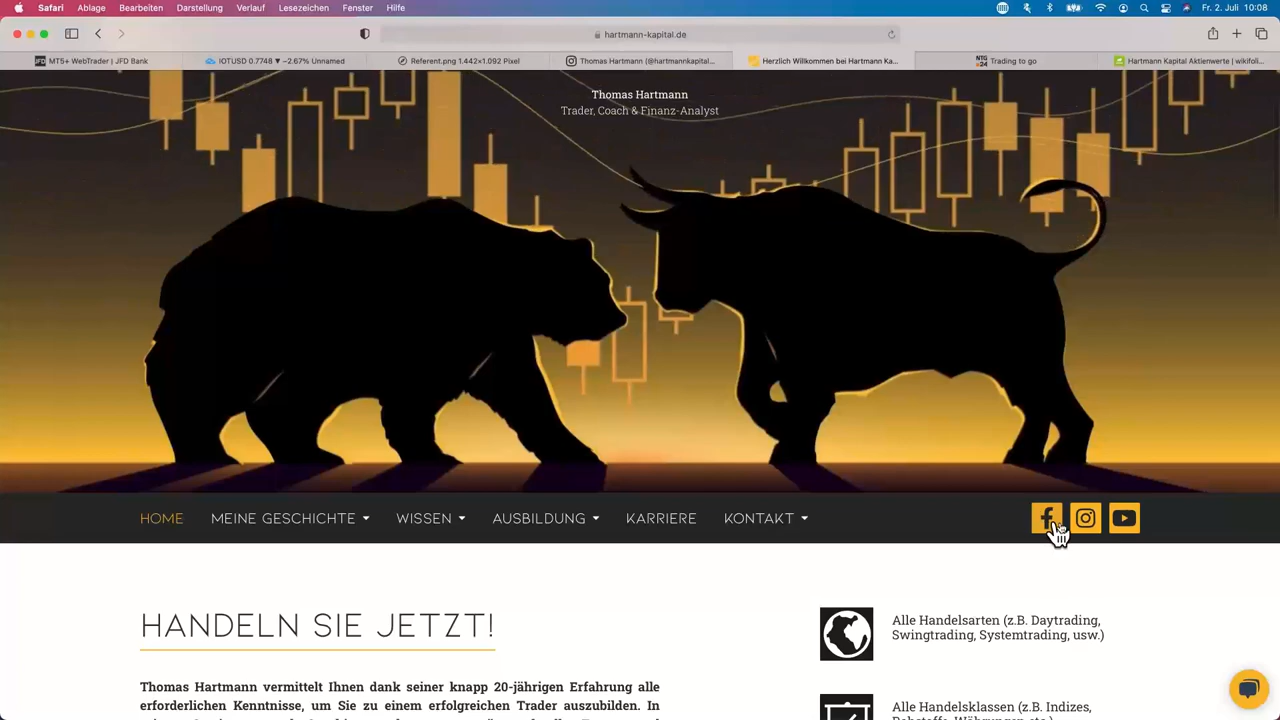 Safari Ablage Bearbeiten Darstellung Verlauf Lesezeichen Fenster Hilfe Fr. 2. Juli 10:08
hartmann-kapital.de
JFD MT5+ WebTrader | JFD Bank
IOTUSD 0.7748 ▼ −2.67% Unnamed
Referent.png 1.442×1.092 Pixel
Thomas Hartmann (@hartmannkapital...
Herzlich Willkommen bei Hartmann Ka...
Trading to go
Hartmann Kapital Aktienwerte | wikifoli...
Thomas Hartmann
Trader, Coach & Finanz-Analyst
HOME MEINE GESCHICHTE WISSEN AUSBILDUNG KARRIERE KONTAKT
HANDELN SIE JETZT!
Thomas Hartmann vermittelt Ihnen dank seiner knapp 20-jährigen Erfahrung alle
erforderlichen Kenntnisse, um Sie zu einem erfolgreichen Trader auszubilden. In
Alle Handelsarten (z.B. Daytrading,
Swingtrading, Systemtrading, usw.)
Alle Handelsklassen (z.B. Indizes,